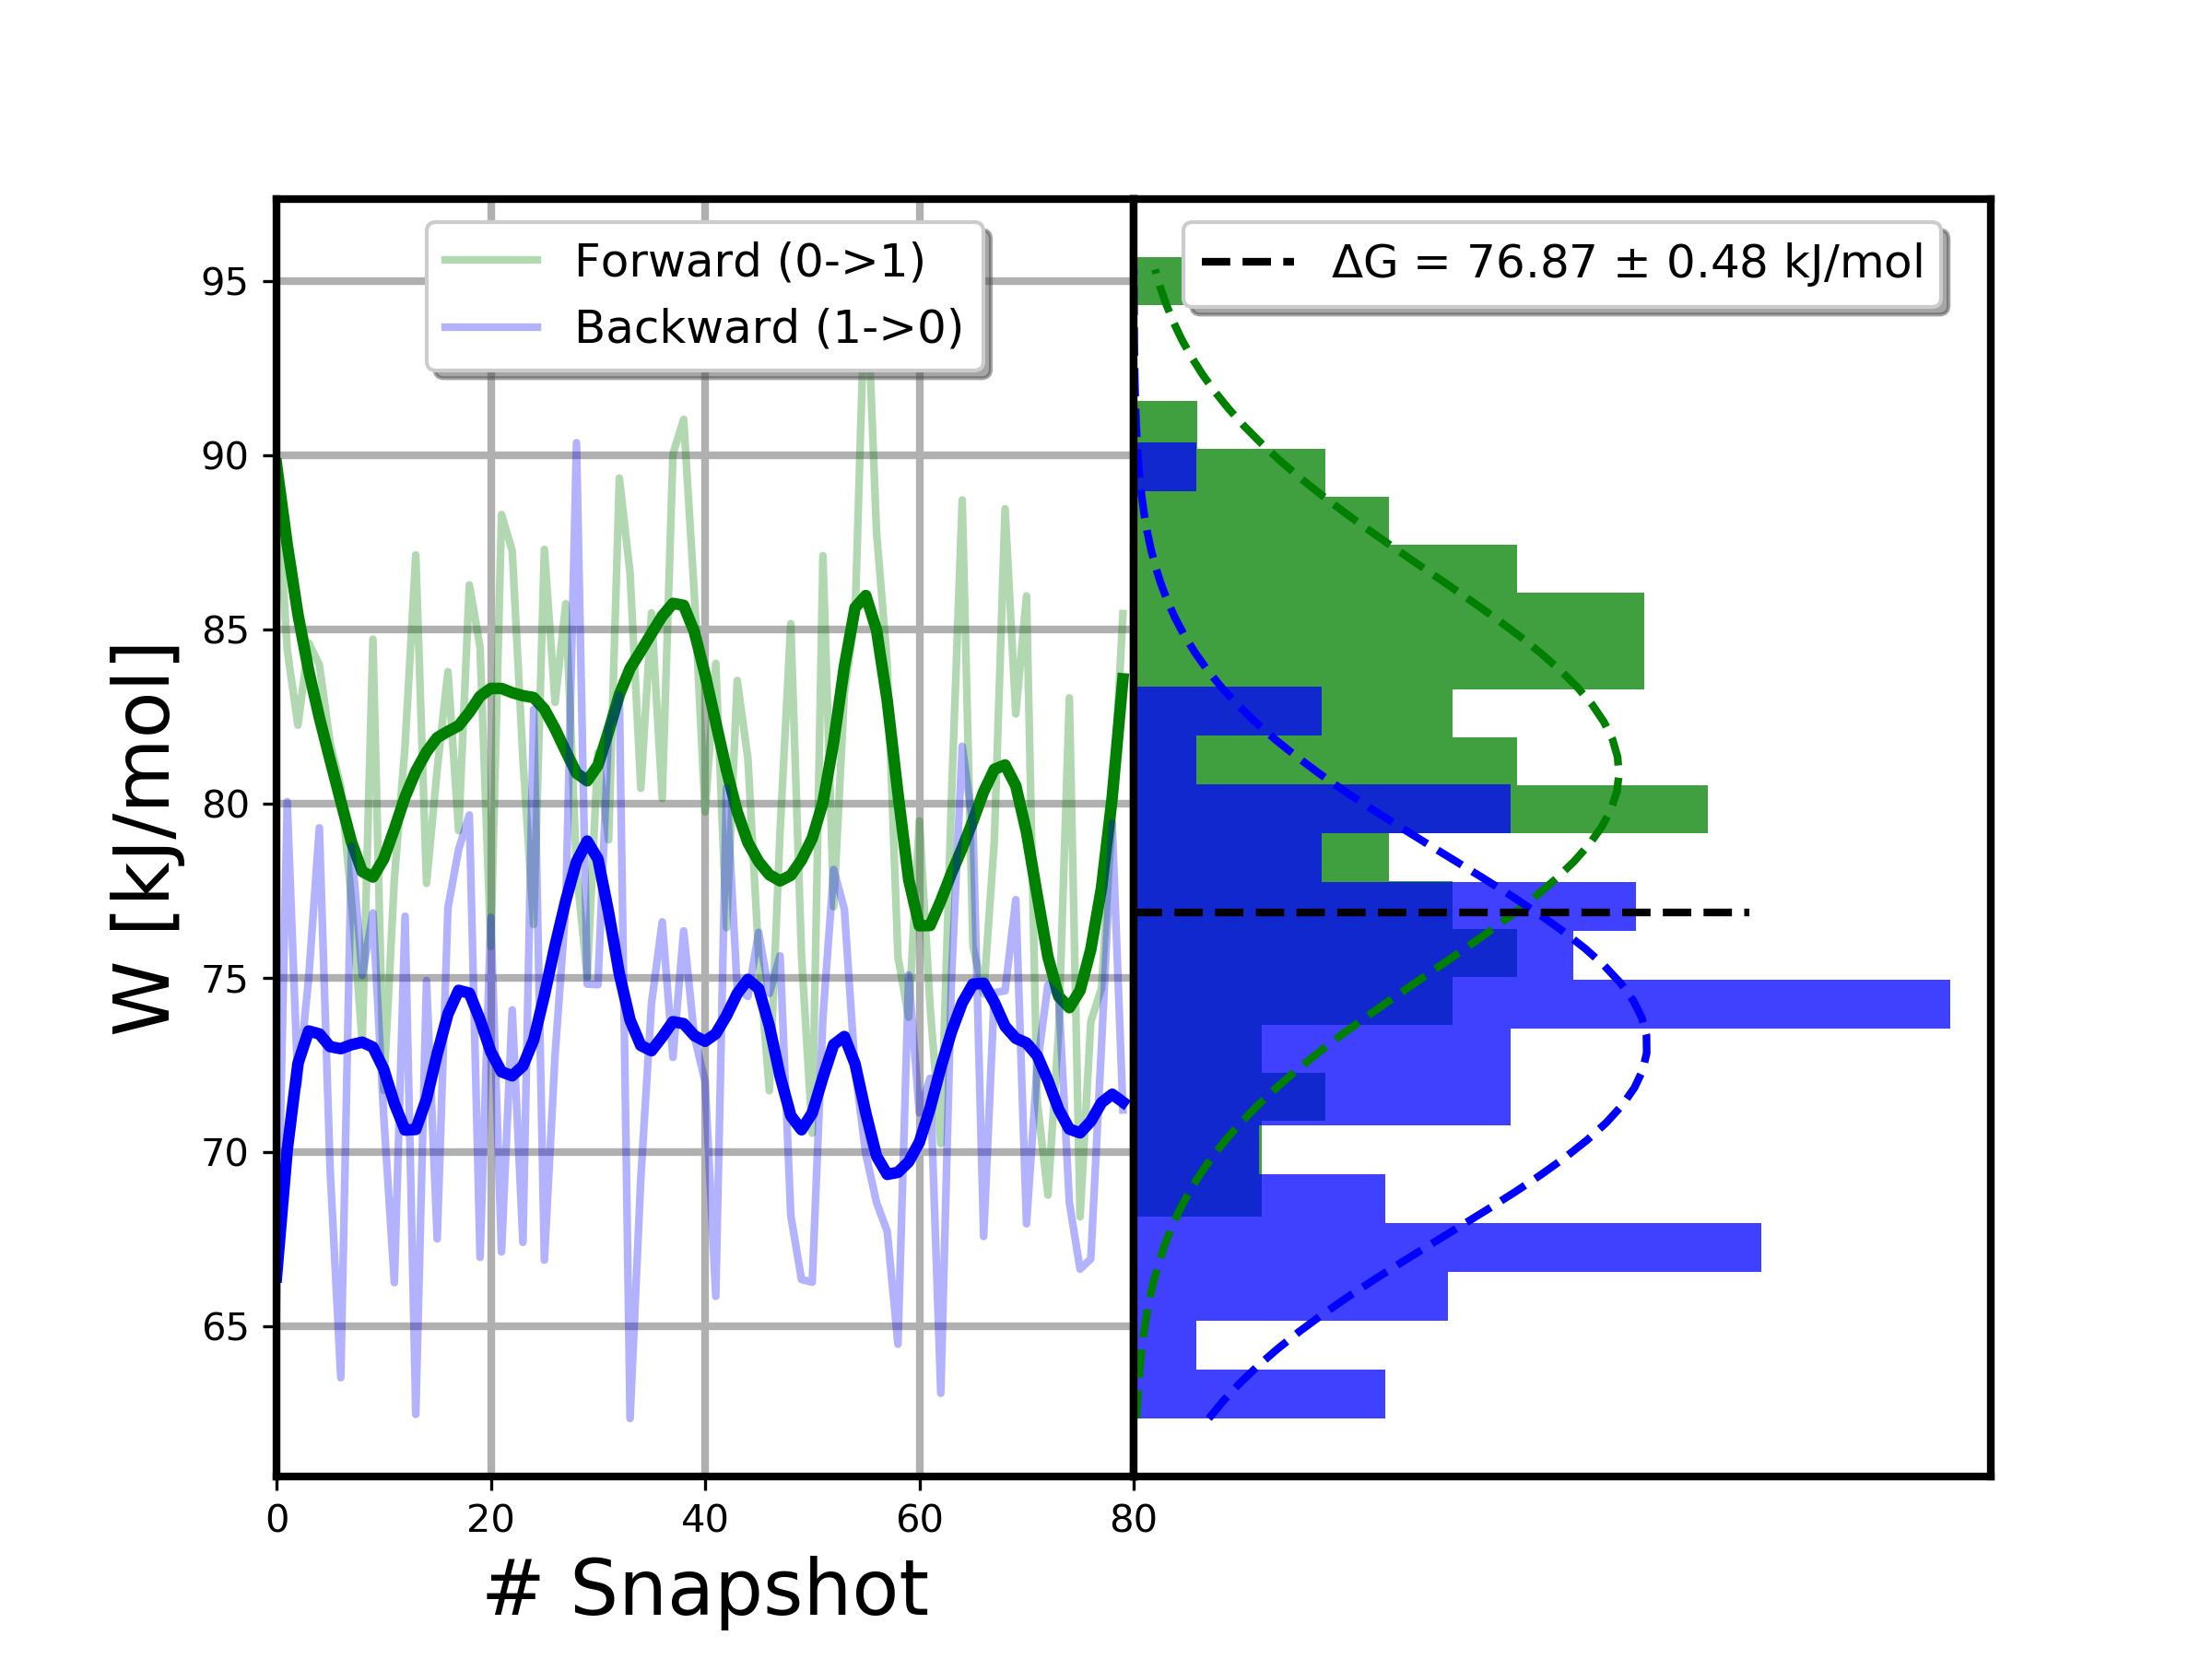 Forward (0->1)
Backward (1->0)
ΔG = 76.87 ± 0.48 kJ/mol
95
90
85
80
75
70
65
W [kJ/mol]
0 20 40 60 80
# Snapshot